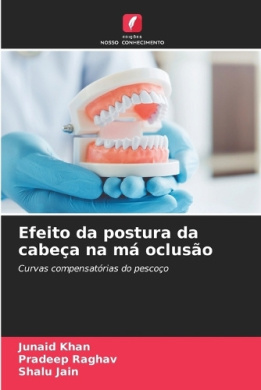 edições
NOSSO CONHECIMENTO
Efeito da postura da
cabeça na má oclusão
Curvas compensatórias do pescoço
Junaid Khan
Pradeep Raghav
Shalu Jain